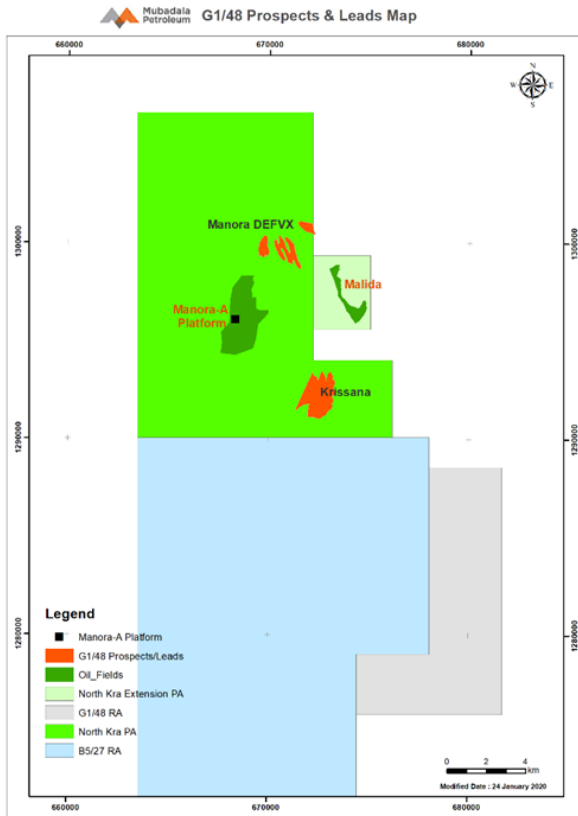 Mubadala
Petroleum
G1/48 Prospects & Leads Map
660000
670000
680000
N
W E
S
1300000
1300000
Manora DEFVX
Malida
Manora-A
Platform
Krissana
1290000
1290000
1280000
1280000
Legend
Manora-A Platform
G1/48 Prospects/Leads
Oil_Fields
North Kra Extension PA
G1/48 RA
North Kra PA
B5/27 RA
0 2 4
km
Modified Date : 24 January 2020
660000
670000
680000